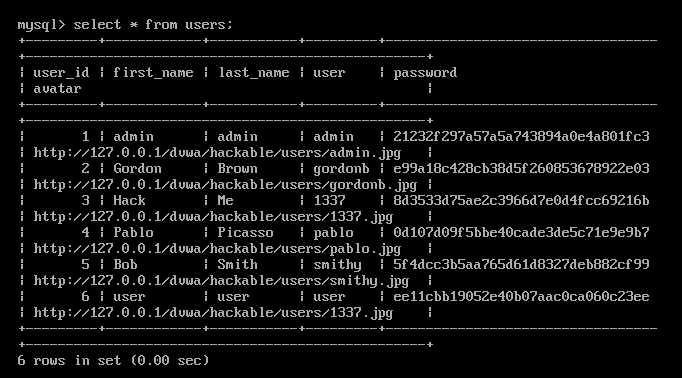 mysql> select * from users;
+---------+------------+-----------+---------+----------------------------------
+--------------------------------------------------+
| user_id | first_name | last_name | user    | password
| avatar                                           |
+---------+------------+-----------+---------+----------------------------------
+--------------------------------------------------+
|       1 | admin      | admin     | admin   | 21232f297a57a5a743894a0e4a801fc3
| http://127.0.0.1/dvwa/hackable/users/admin.jpg   |
|       2 | Gordon     | Brown     | gordonb | e99a18c428cb38d5f260853678922e03
| http://127.0.0.1/dvwa/hackable/users/gordonb.jpg |
|       3 | Hack       | Me        | 1337    | 8d3533d75ae2c3966d7e0d4fcc69216b
| http://127.0.0.1/dvwa/hackable/users/1337.jpg    |
|       4 | Pablo      | Picasso   | pablo   | 0d107d09f5bbe40cade3de5c71e9e9b7
| http://127.0.0.1/dvwa/hackable/users/pablo.jpg   |
|       5 | Bob        | Smith     | smithy  | 5f4dcc3b5aa765d61d8327deb882cf99
| http://127.0.0.1/dvwa/hackable/users/smithy.jpg  |
|       6 | user       | user      | user    | ee11cbb19052e40b07aac0ca060c23ee
| http://127.0.0.1/dvwa/hackable/users/1337.jpg    |
+---------+------------+-----------+---------+----------------------------------
+--------------------------------------------------+
6 rows in set (0.00 sec)